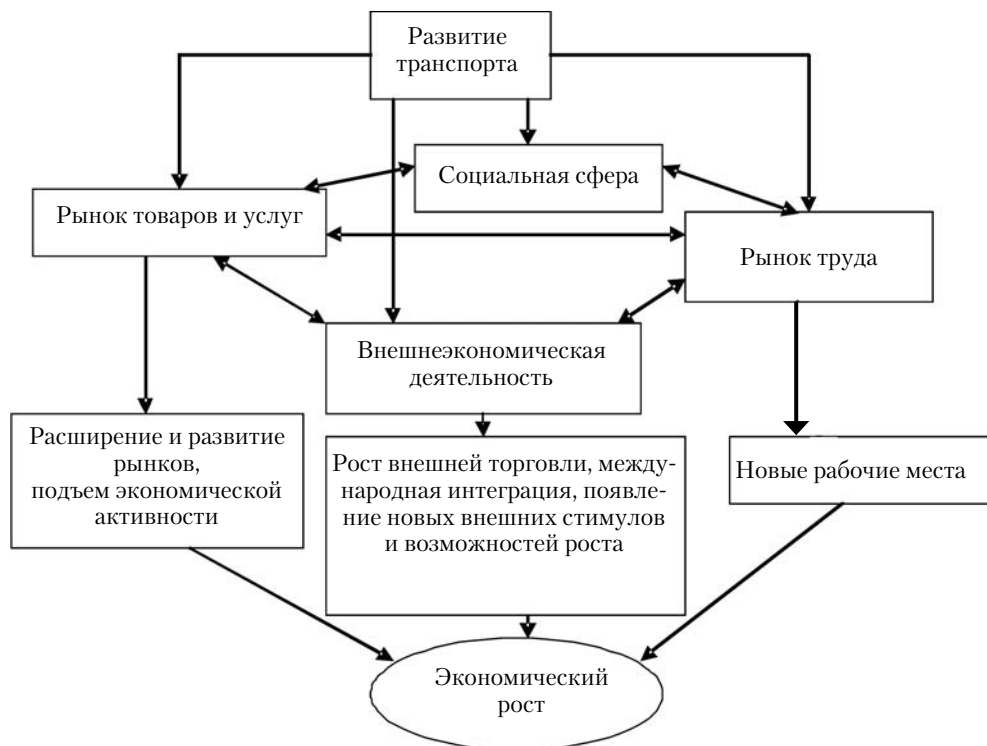 Развитие
транспорта
Социальная сфера
Рынок товаров и услуг
Рынок труда
Внешнеэкономическая
деятельность
Расширение и развитие
рынков,
подъем экономической
активности
Рост внешней торговли, между-
народная интеграция, появле-
ние новых внешних стимулов
и возможностей роста
Новые рабочие места
Экономический
рост